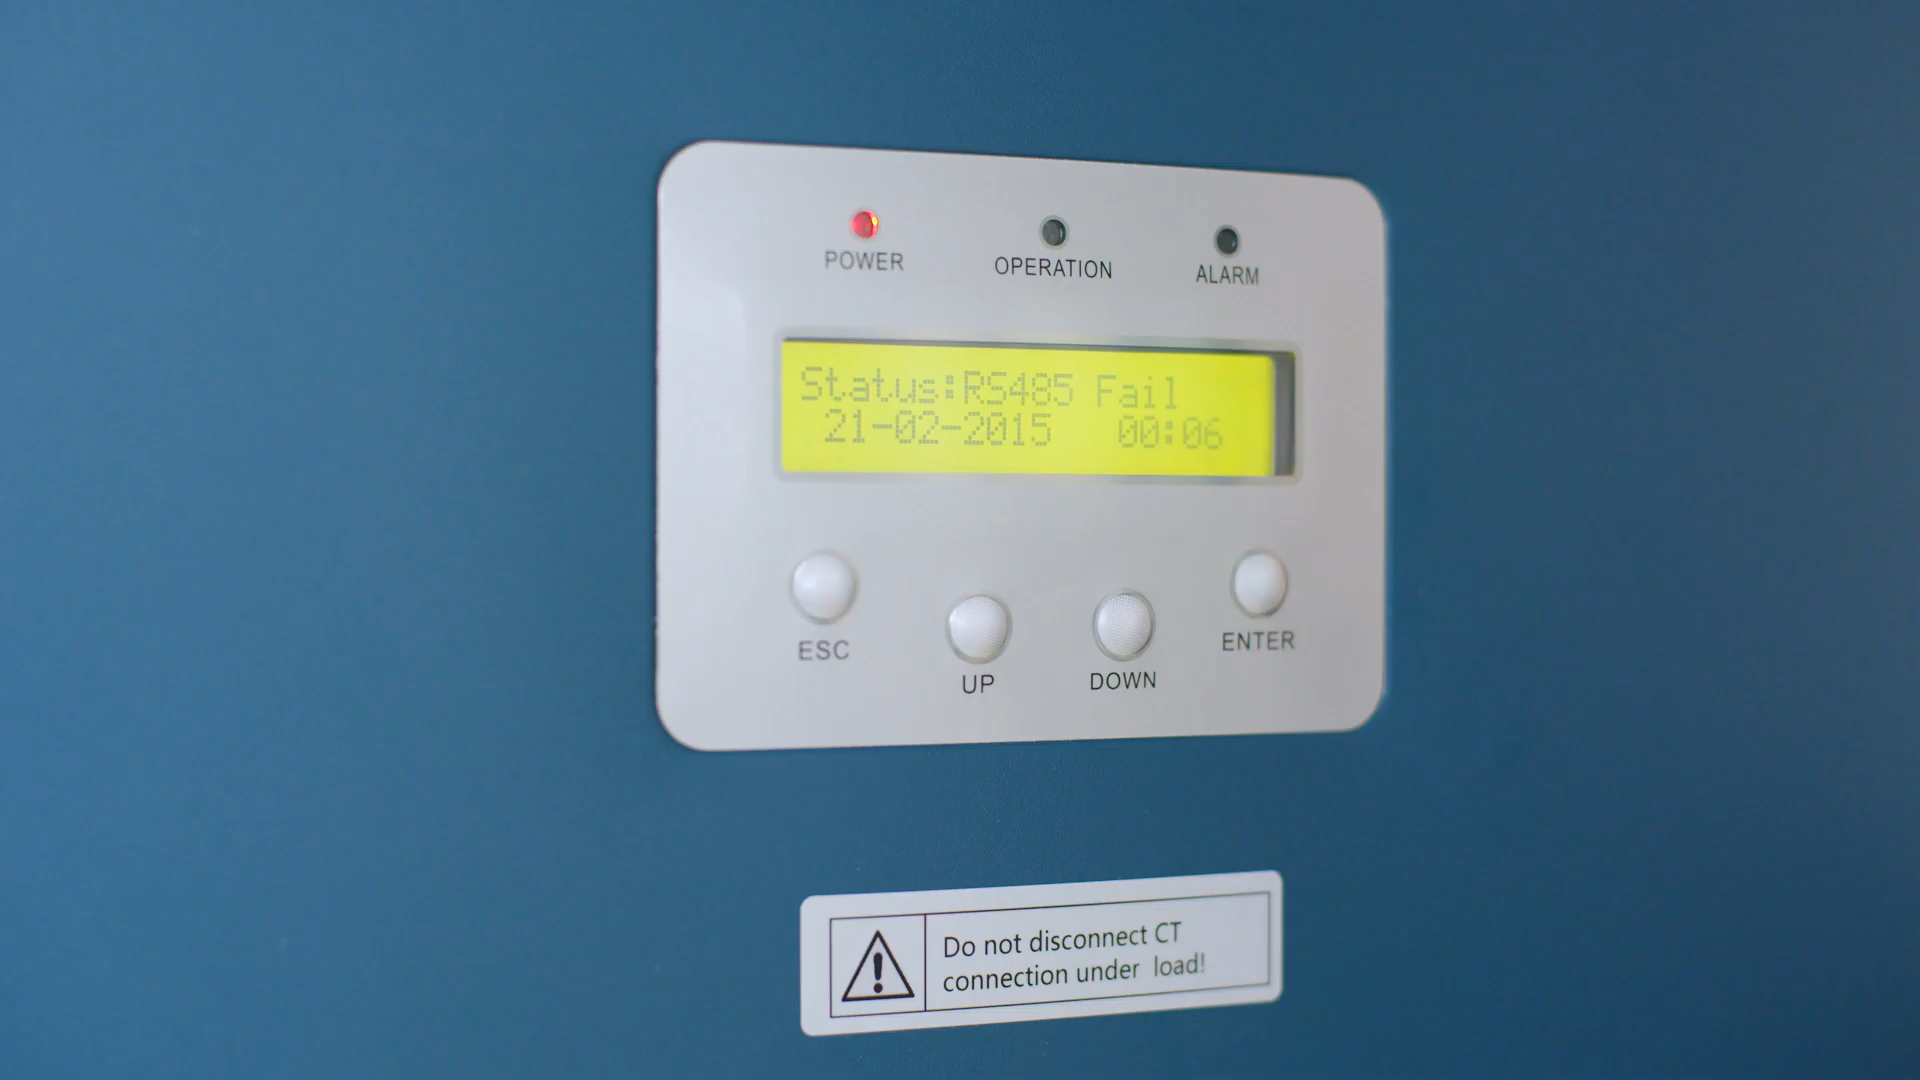 POWER OPERATION ALARM
Status:RS485 Fail
21-02-2015 00:06
ESC UP DOWN ENTER
Do not disconnect CT
connection under load!